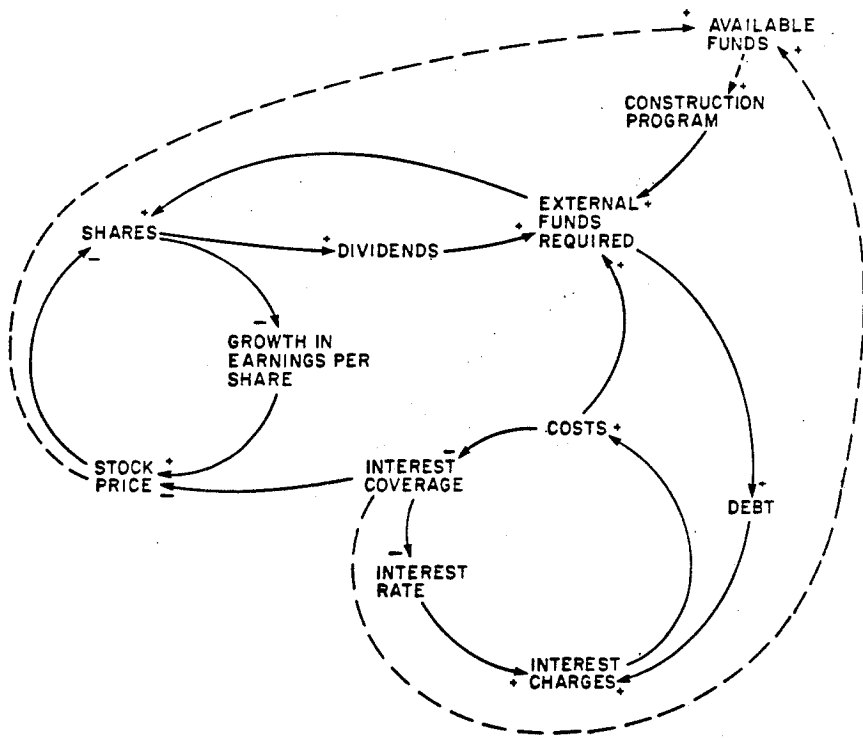 + AVAILABLE
FUNDS +
+
CONSTRUCTION
PROGRAM
EXTERNAL +
FUNDS
+ REQUIRED
+
+
SHARES
−
+
DIVIDENDS
−
GROWTH IN
EARNINGS PER
SHARE
COSTS +
STOCK +
PRICE −
INTEREST −
COVERAGE
+
DEBT
−
INTEREST
RATE
INTEREST
+ CHARGES +